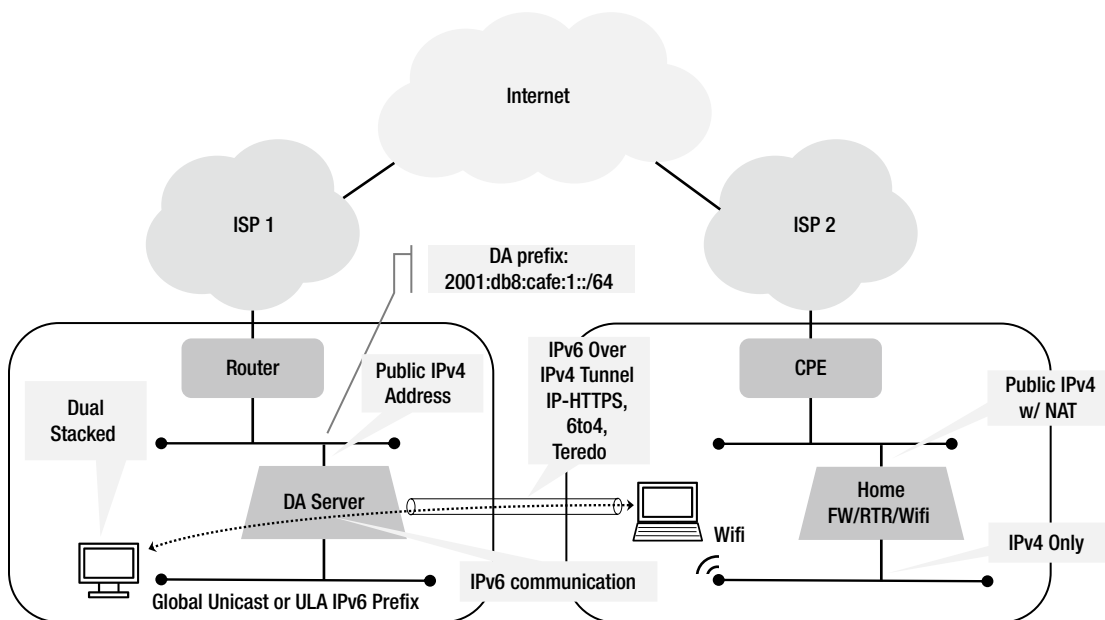 Internet
ISP 1
ISP 2
DA prefix:
2001:db8:cafe:1::/64
Router
Public IPv4
Address
Dual
Stacked
IPv6 Over
IPv4 Tunnel
IP-HTTPS,
6to4,
Teredo
CPE
Public IPv4
w/ NAT
DA Server
Home
FW/RTR/Wifi
Wifi
IPv4 Only
IPv6 communication
Global Unicast or ULA IPv6 Prefix